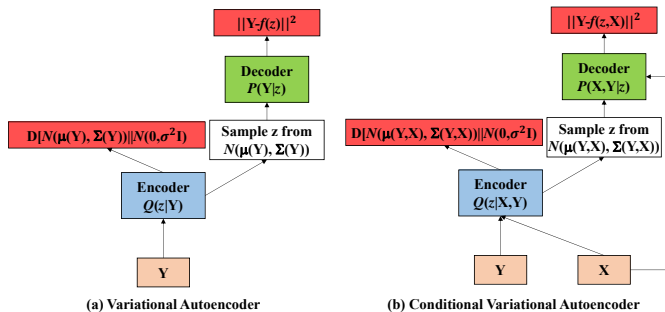 ||Y-f(z)||²
Decoder
P(Y|z)
D[N(μ(Y), Σ(Y))||N(0,σ²I)
Sample z from
N(μ(Y), Σ(Y))
Encoder
Q(z|Y)
Y
(a) Variational Autoencoder
||Y-f(z,X)||²
Decoder
P(X,Y|z)
D[N(μ(Y,X), Σ(Y,X))||N(0,σ²I)
Sample z from
N(μ(Y,X), Σ(Y,X))
Encoder
Q(z|X,Y)
Y
X
(b) Conditional Variational Autoencoder